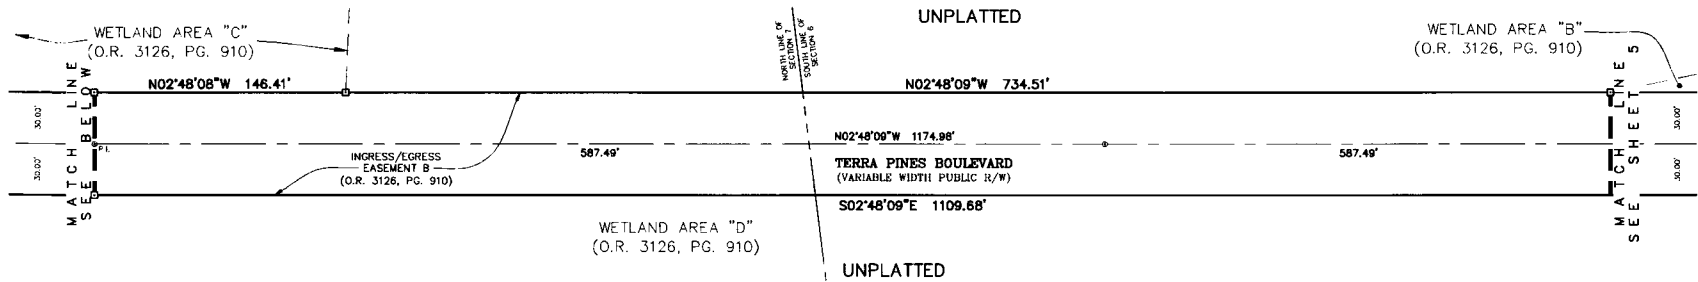 UNPLATTED
WETLAND AREA "C"
(O.R. 3126, PG. 910)
NORTH LINE OF
SECTION 7
SOUTH LINE OF
SECTION 6
WETLAND AREA "B"
(O.R. 3126, PG. 910)
MATCH LINE
SEE BELOW
N02°48'08"W 146.41'
N02°48'09"W 734.51'
MATCH LINE
SEE SHEET 5
30.00'
30.00'
P.I.
N02°48'09"W 1174.98'
587.49'
587.49'
30.00'
30.00'
INGRESS/EGRESS
EASEMENT B
(O.R. 3126, PG. 910)
TERRA PINES BOULEVARD
(VARIABLE WIDTH PUBLIC R/W)
S02°48'09"E 1109.68'
WETLAND AREA "D"
(O.R. 3126, PG. 910)
UNPLATTED